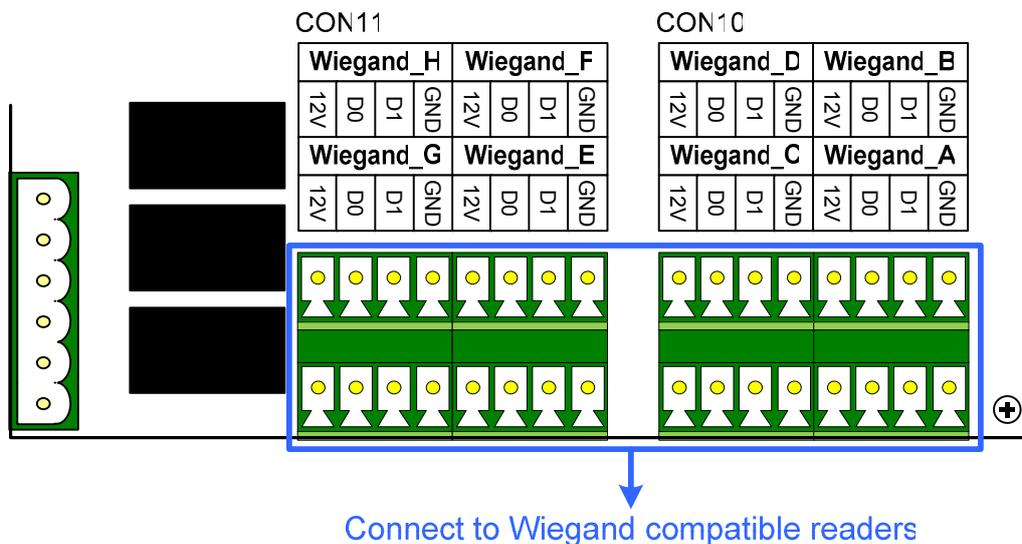 CON11 CON10
Wiegand_H Wiegand_F Wiegand_D Wiegand_B
12V D0 D1 GND 12V D0 D1 GND 12V D0 D1 GND 12V D0 D1 GND
Wiegand_G Wiegand_E Wiegand_C Wiegand_A
12V D0 D1 GND 12V D0 D1 GND 12V D0 D1 GND 12V D0 D1 GND
Connect to Wiegand compatible readers